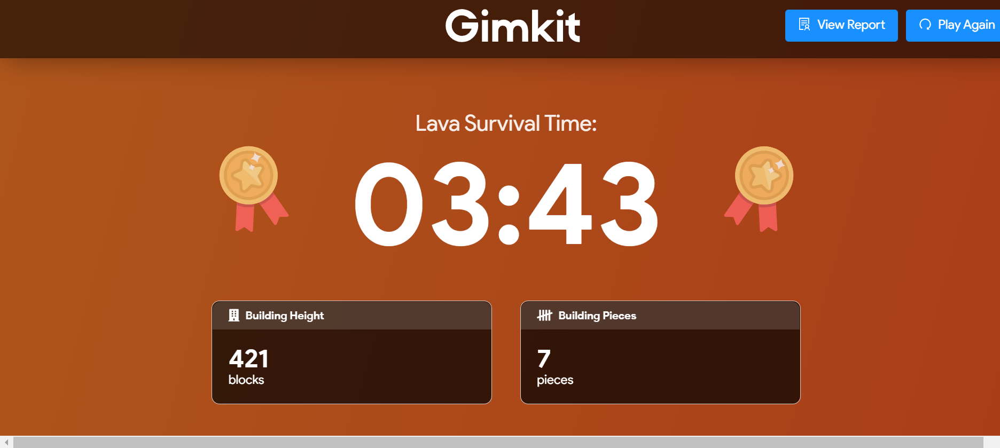 Gimkit
View Report
Play Again
Lava Survival Time:
03:43
Building Height
421
blocks
Building Pieces
7
pieces